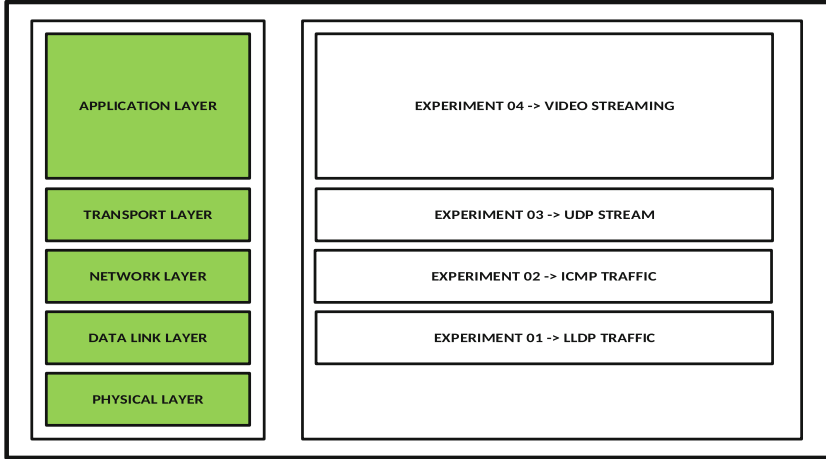 APPLICATION LAYER
EXPERIMENT 04 -> VIDEO STREAMING
TRANSPORT LAYER
EXPERIMENT 03 -> UDP STREAM
NETWORK LAYER
EXPERIMENT 02 -> ICMP TRAFFIC
DATA LINK LAYER
EXPERIMENT 01 -> LLDP TRAFFIC
PHYSICAL LAYER